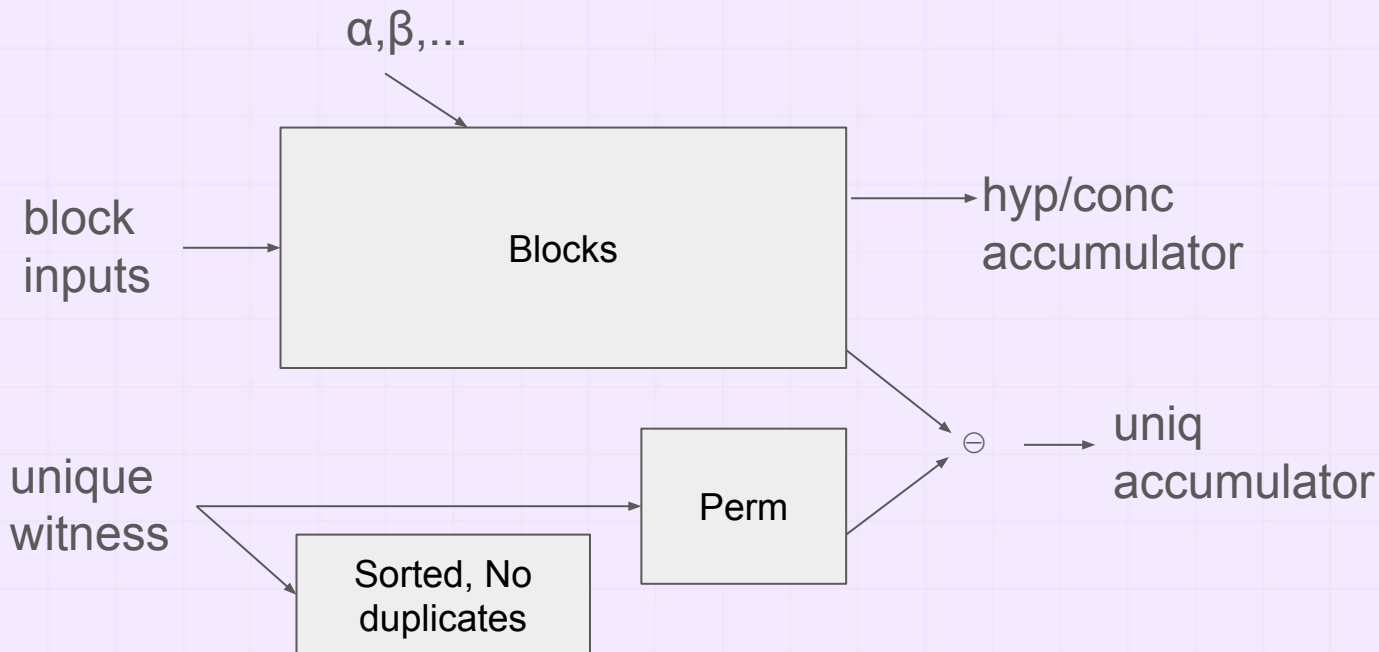 α,β,...
block
inputs
Blocks
hyp/conc
accumulator
unique
witness
Perm
⊖
uniq
accumulator
Sorted, No
duplicates